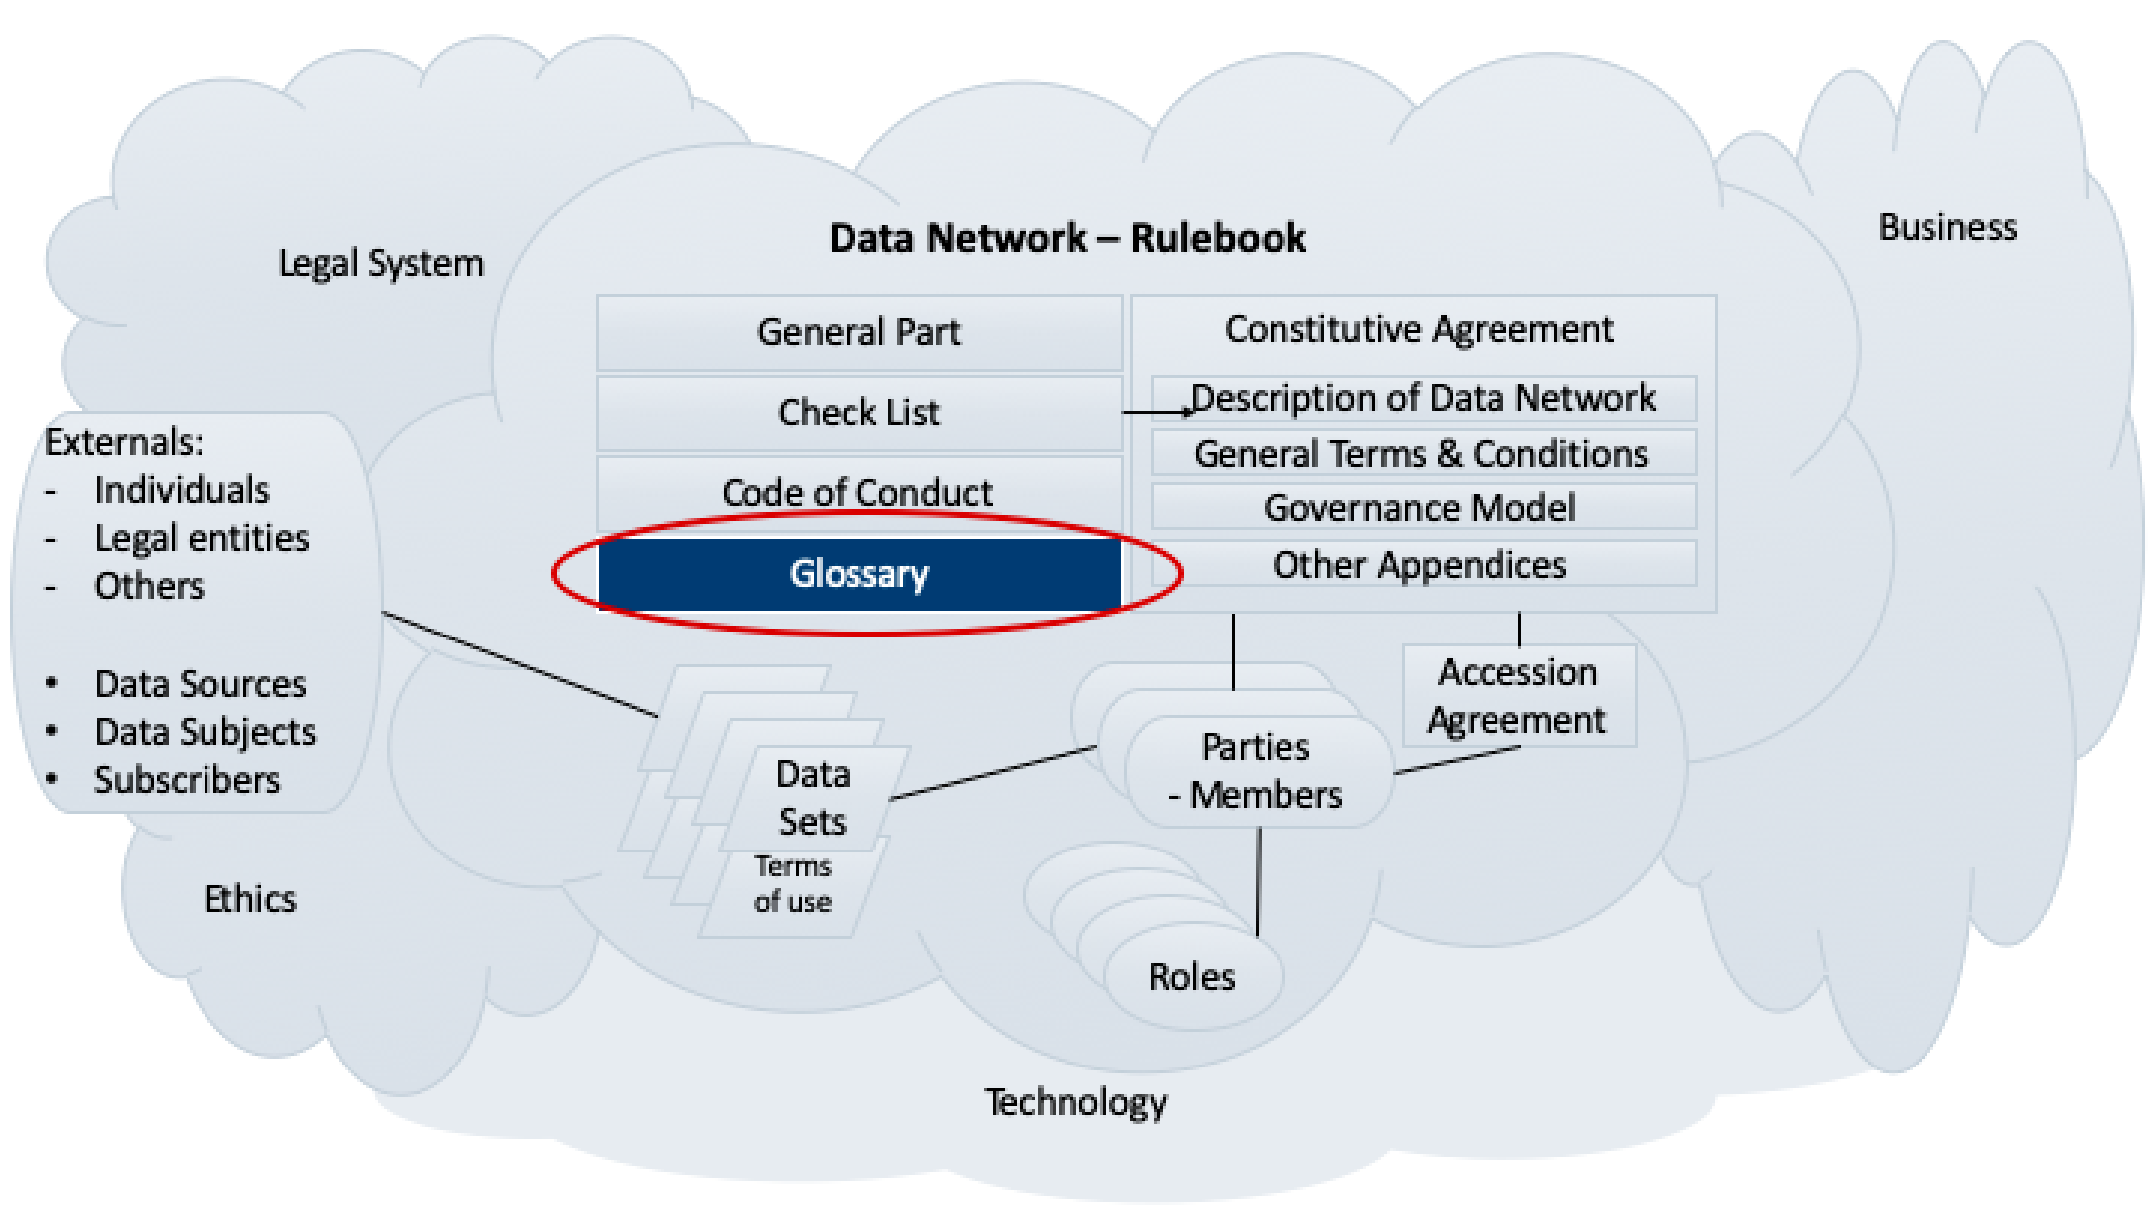 Data Network – Rulebook
Legal System
Business
General Part
Check List
Code of Conduct
Glossary
Constitutive Agreement
Description of Data Network
General Terms & Conditions
Governance Model
Other Appendices
Externals:
- Individuals
- Legal entities
- Others
• Data Sources
• Data Subjects
• Subscribers
Accession
Agreement
Parties
- Members
Data
Sets
Terms
of use
Roles
Ethics
Technology